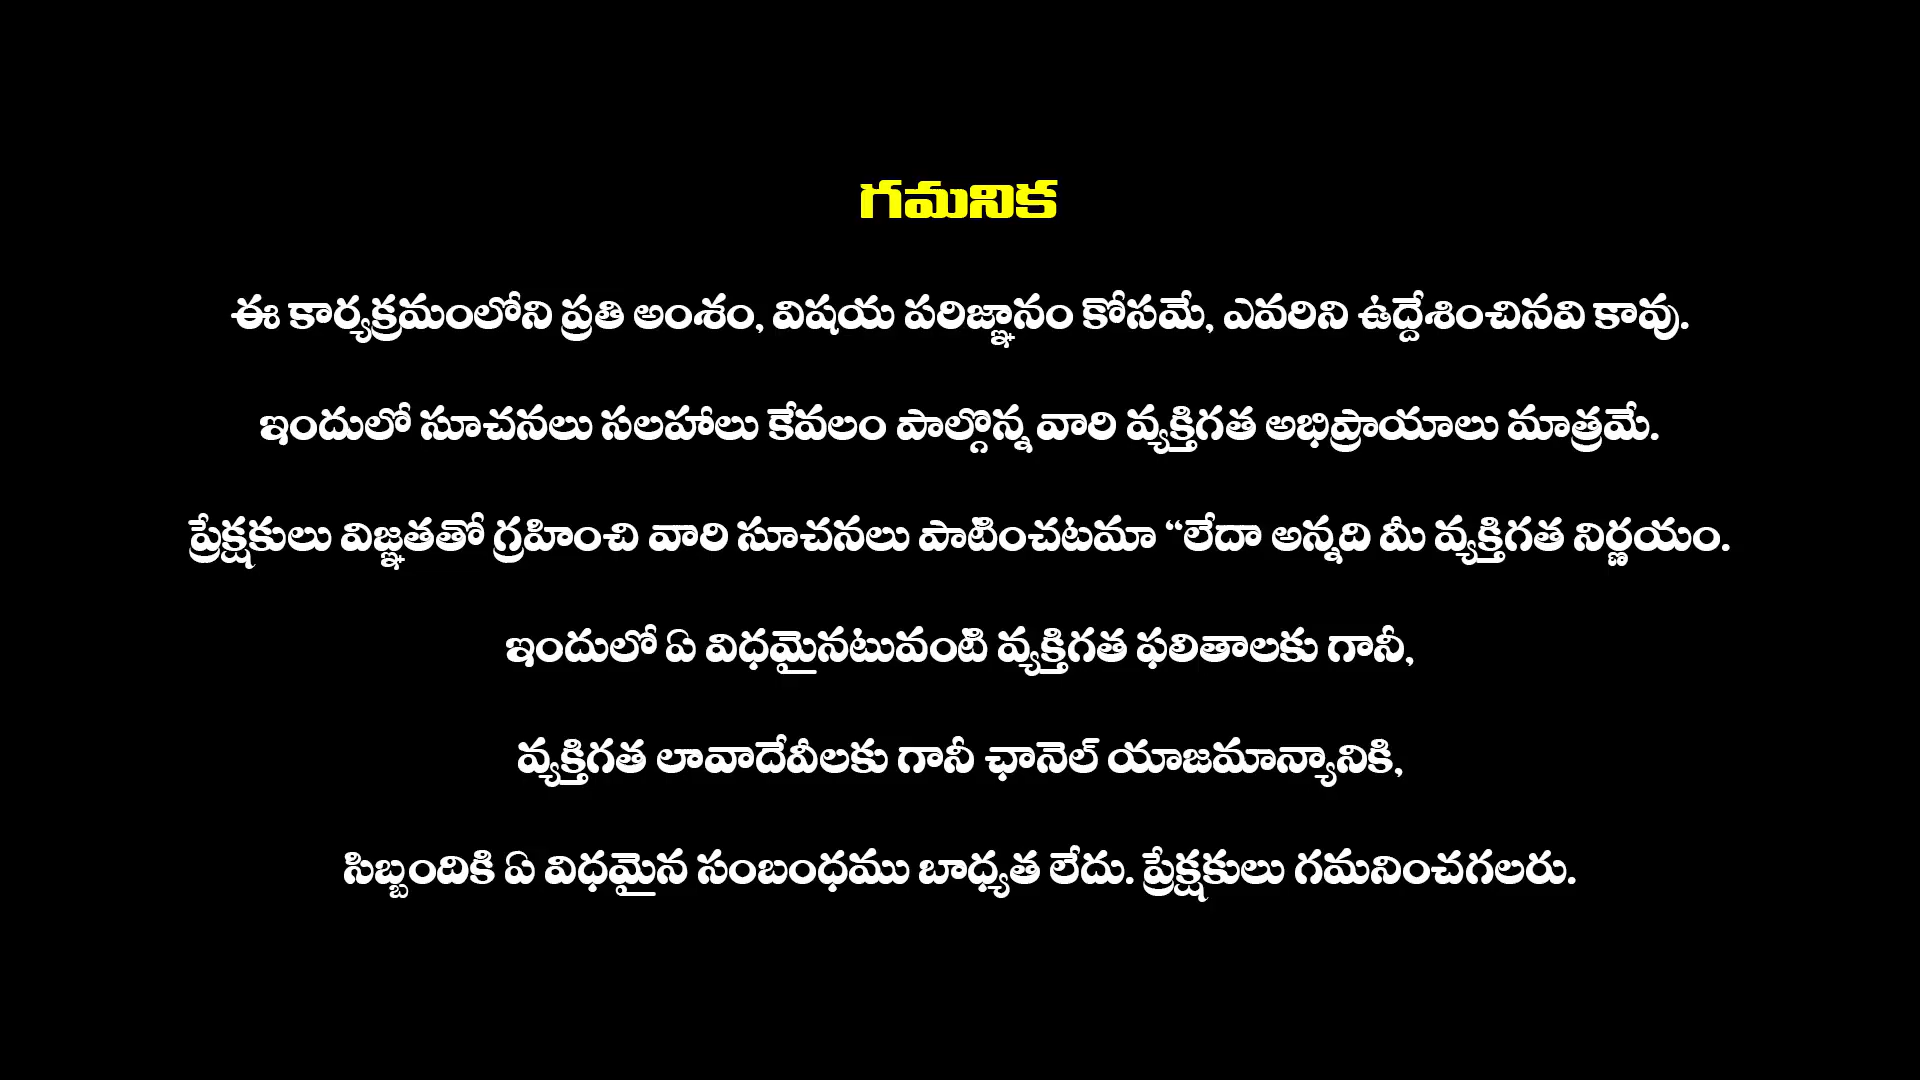 గమనిక
ఈ కార్యక్రమంలోని ప్రతి అంశం, విషయ పరిజ్ఞానం కోసమే, ఎవరిని ఉద్దేశించినవి కావు.
ఇందులో సూచనలు సలహాలు కేవలం పాల్గొన్న వారి వ్యక్తిగత అభిప్రాయాలు మాత్రమే.
ప్రేక్షకులు విజ్ఞతతో గ్రహించి వారి సూచనలు పాటించటమా “లేదా అన్నది మీ వ్యక్తిగత నిర్ణయం.
ఇందులో ఏ విధమైనటువంటి వ్యక్తిగత ఫలితాలకు గానీ,
వ్యక్తిగత లావాదేవీలకు గానీ ఛానెల్ యాజమాన్యానికి,
సిబ్బందికి ఏ విధమైన సంబంధము బాధ్యత లేదు. ప్రేక్షకులు గమనించగలరు.